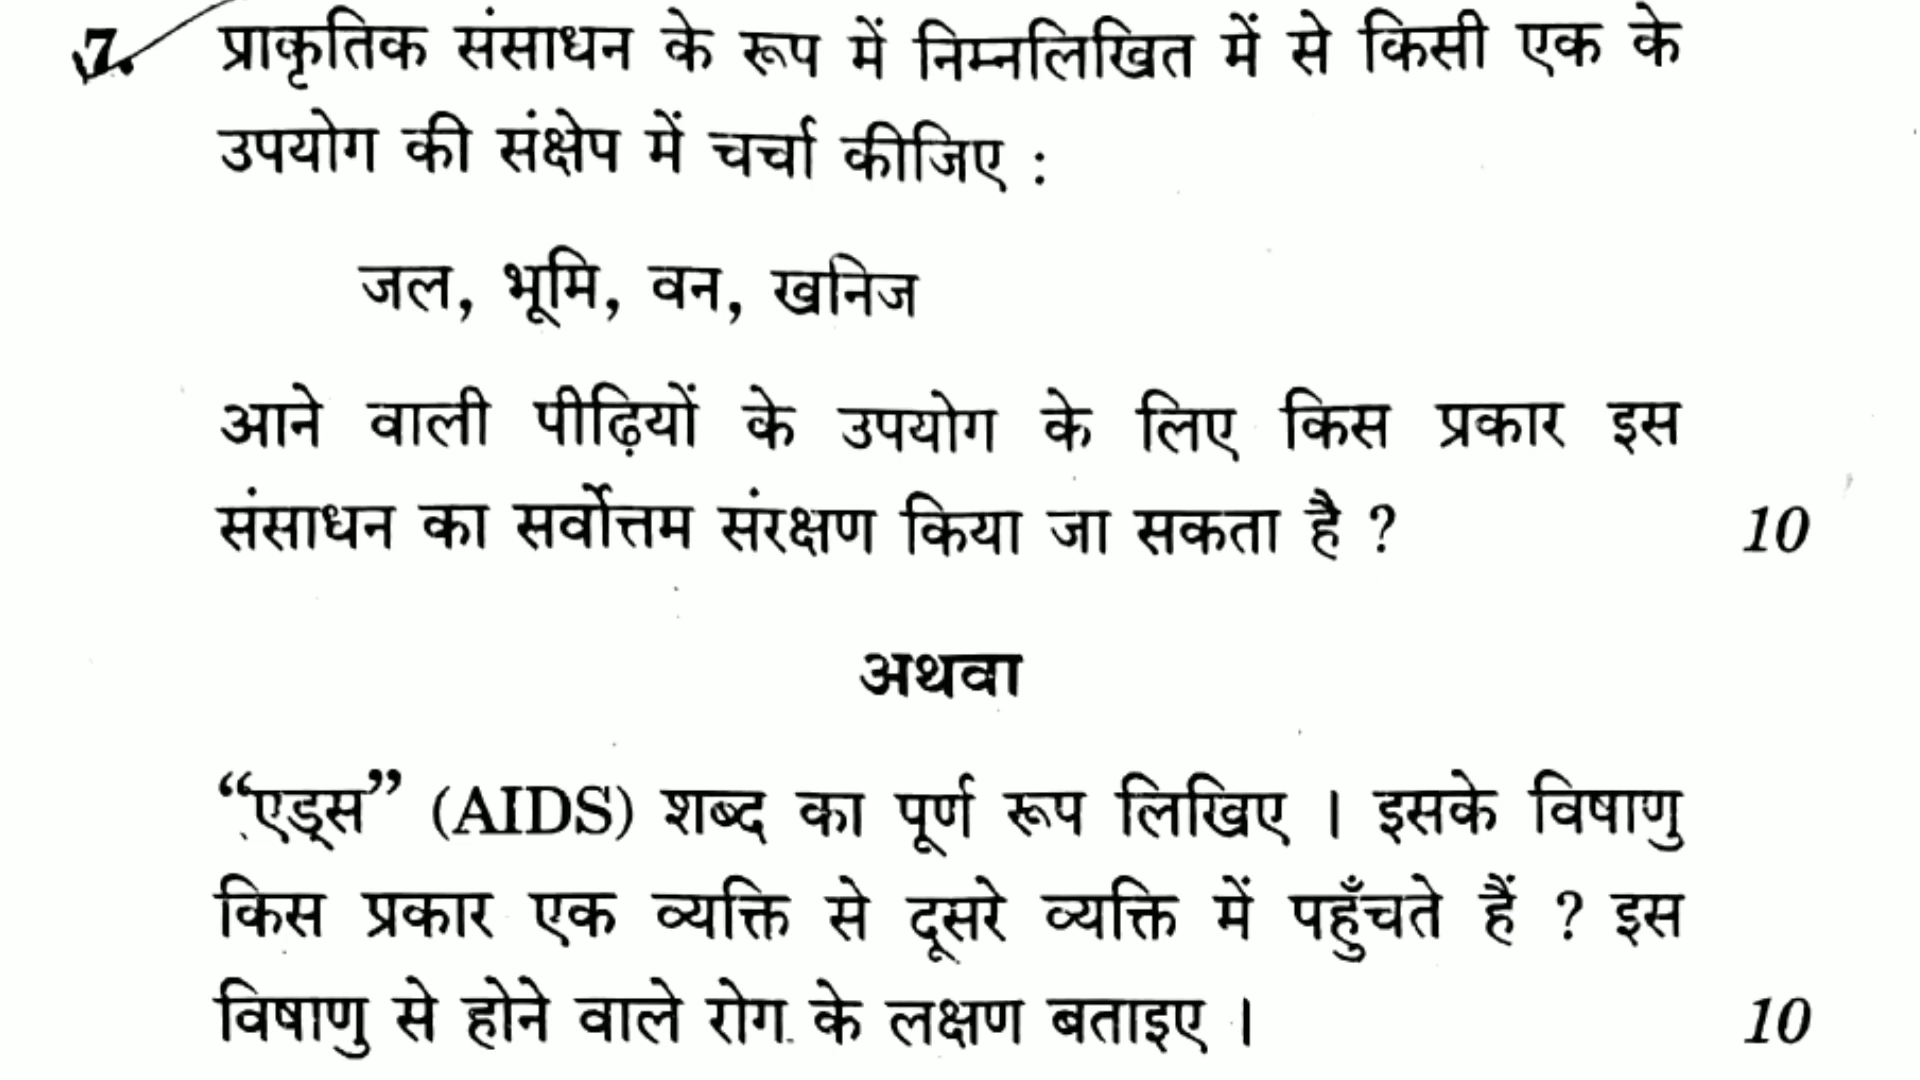 7. प्राकृतिक संसाधन के रूप में निम्नलिखित में से किसी एक के
उपयोग की संक्षेप में चर्चा कीजिए :
जल, भूमि, वन, खनिज
आने वाली पीढ़ियों के उपयोग के लिए किस प्रकार इस
संसाधन का सर्वोत्तम संरक्षण किया जा सकता है ? 10
अथवा
“एड्स” (AIDS) शब्द का पूर्ण रूप लिखिए । इसके विषाणु
किस प्रकार एक व्यक्ति से दूसरे व्यक्ति में पहुँचते हैं ? इस
विषाणु से होने वाले रोग के लक्षण बताइए । 10